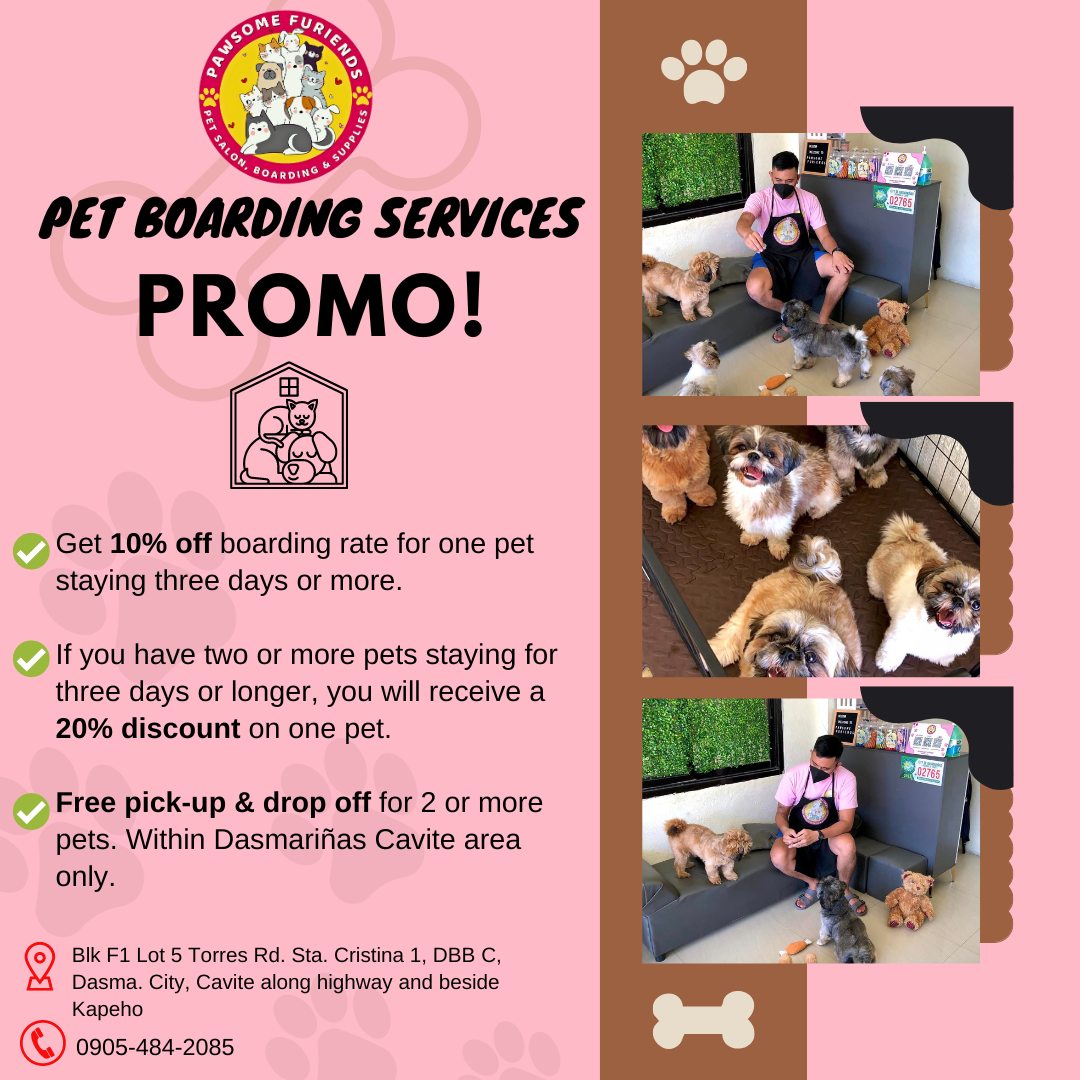 PAWSOME FURIENDS
PET SALON, BOARDING & SUPPLIES
PET BOARDING SERVICES
PROMO!
Get 10% off boarding rate for one pet
staying three days or more.
If you have two or more pets staying for
three days or longer, you will receive a
20% discount on one pet.
Free pick-up & drop off for 2 or more
pets. Within Dasmariñas Cavite area
only.
Blk F1 Lot 5 Torres Rd. Sta. Cristina 1, DBB C,
Dasma. City, Cavite along highway and beside
Kapeho
0905-484-2085
02765
02765